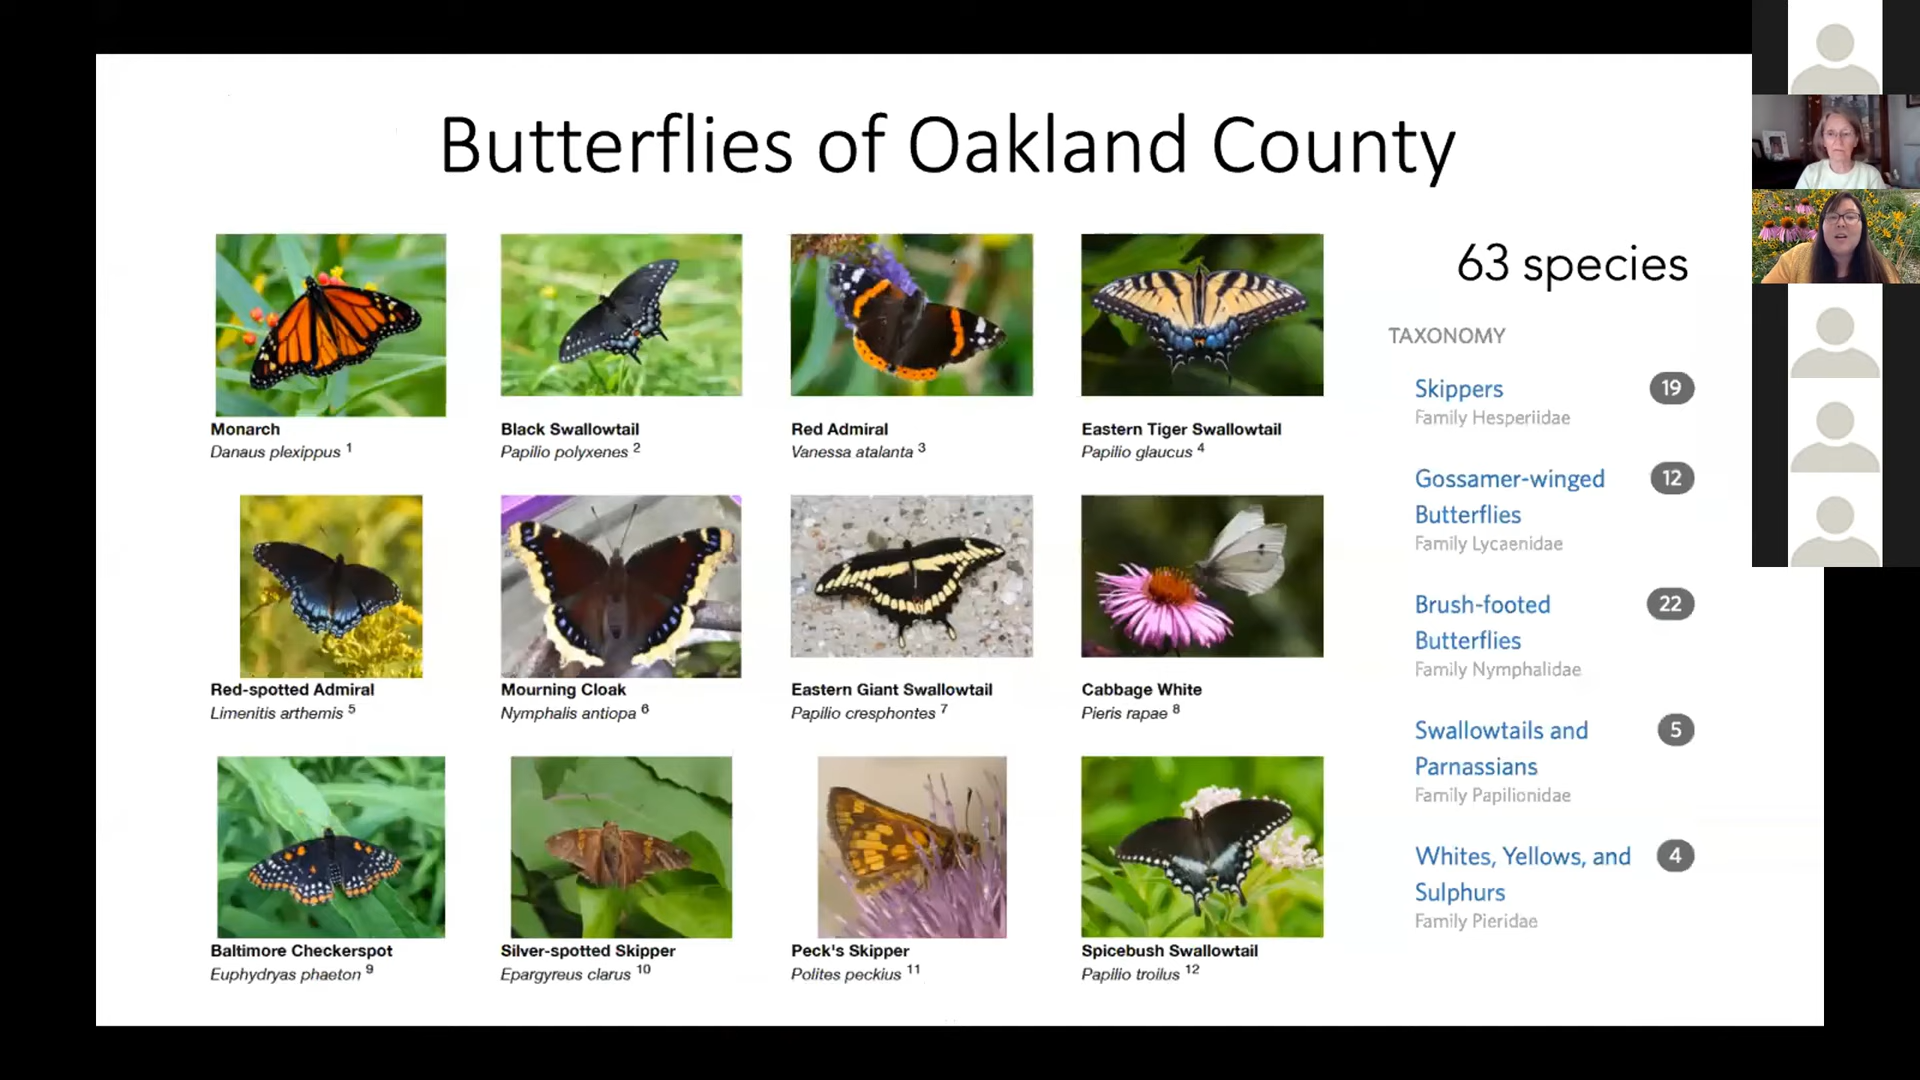 Butterflies of Oakland County
63 species
Monarch
Danaus plexippus 1
Black Swallowtail
Papilio polyxenes 2
Red Admiral
Vanessa atalanta 3
Eastern Tiger Swallowtail
Papilio glaucus 4
Red-spotted Admiral
Limenitis arthemis 5
Mourning Cloak
Nymphalis antiopa 6
Eastern Giant Swallowtail
Papilio cresphontes 7
Cabbage White
Pieris rapae 8
Baltimore Checkerspot
Euphydryas phaeton 9
Silver-spotted Skipper
Epargyreus clarus 10
Peck's Skipper
Polites peckius 11
Spicebush Swallowtail
Papilio troilus 12
TAXONOMY
Skippers 19
Family Hesperiidae
Gossamer-winged 12
Butterflies
Family Lycaenidae
Brush-footed 22
Butterflies
Family Nymphalidae
Swallowtails and 5
Parnassians
Family Papilionidae
Whites, Yellows, and 4
Sulphurs
Family Pieridae